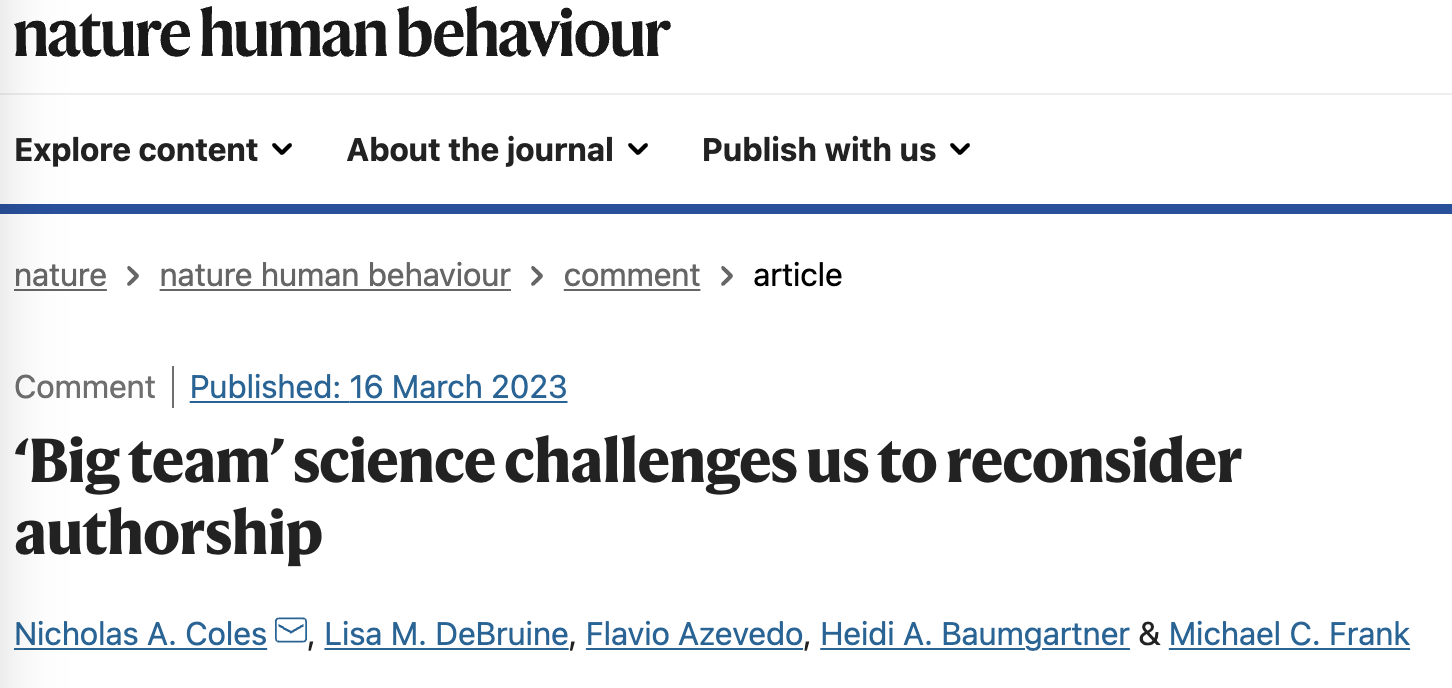 nature human behaviour
Explore content About the journal Publish with us
nature > nature human behaviour > comment > article
Comment | Published: 16 March 2023
‘Big team’ science challenges us to reconsider
authorship
Nicholas A. Coles, Lisa M. DeBruine, Flavio Azevedo, Heidi A. Baumgartner & Michael C. Frank